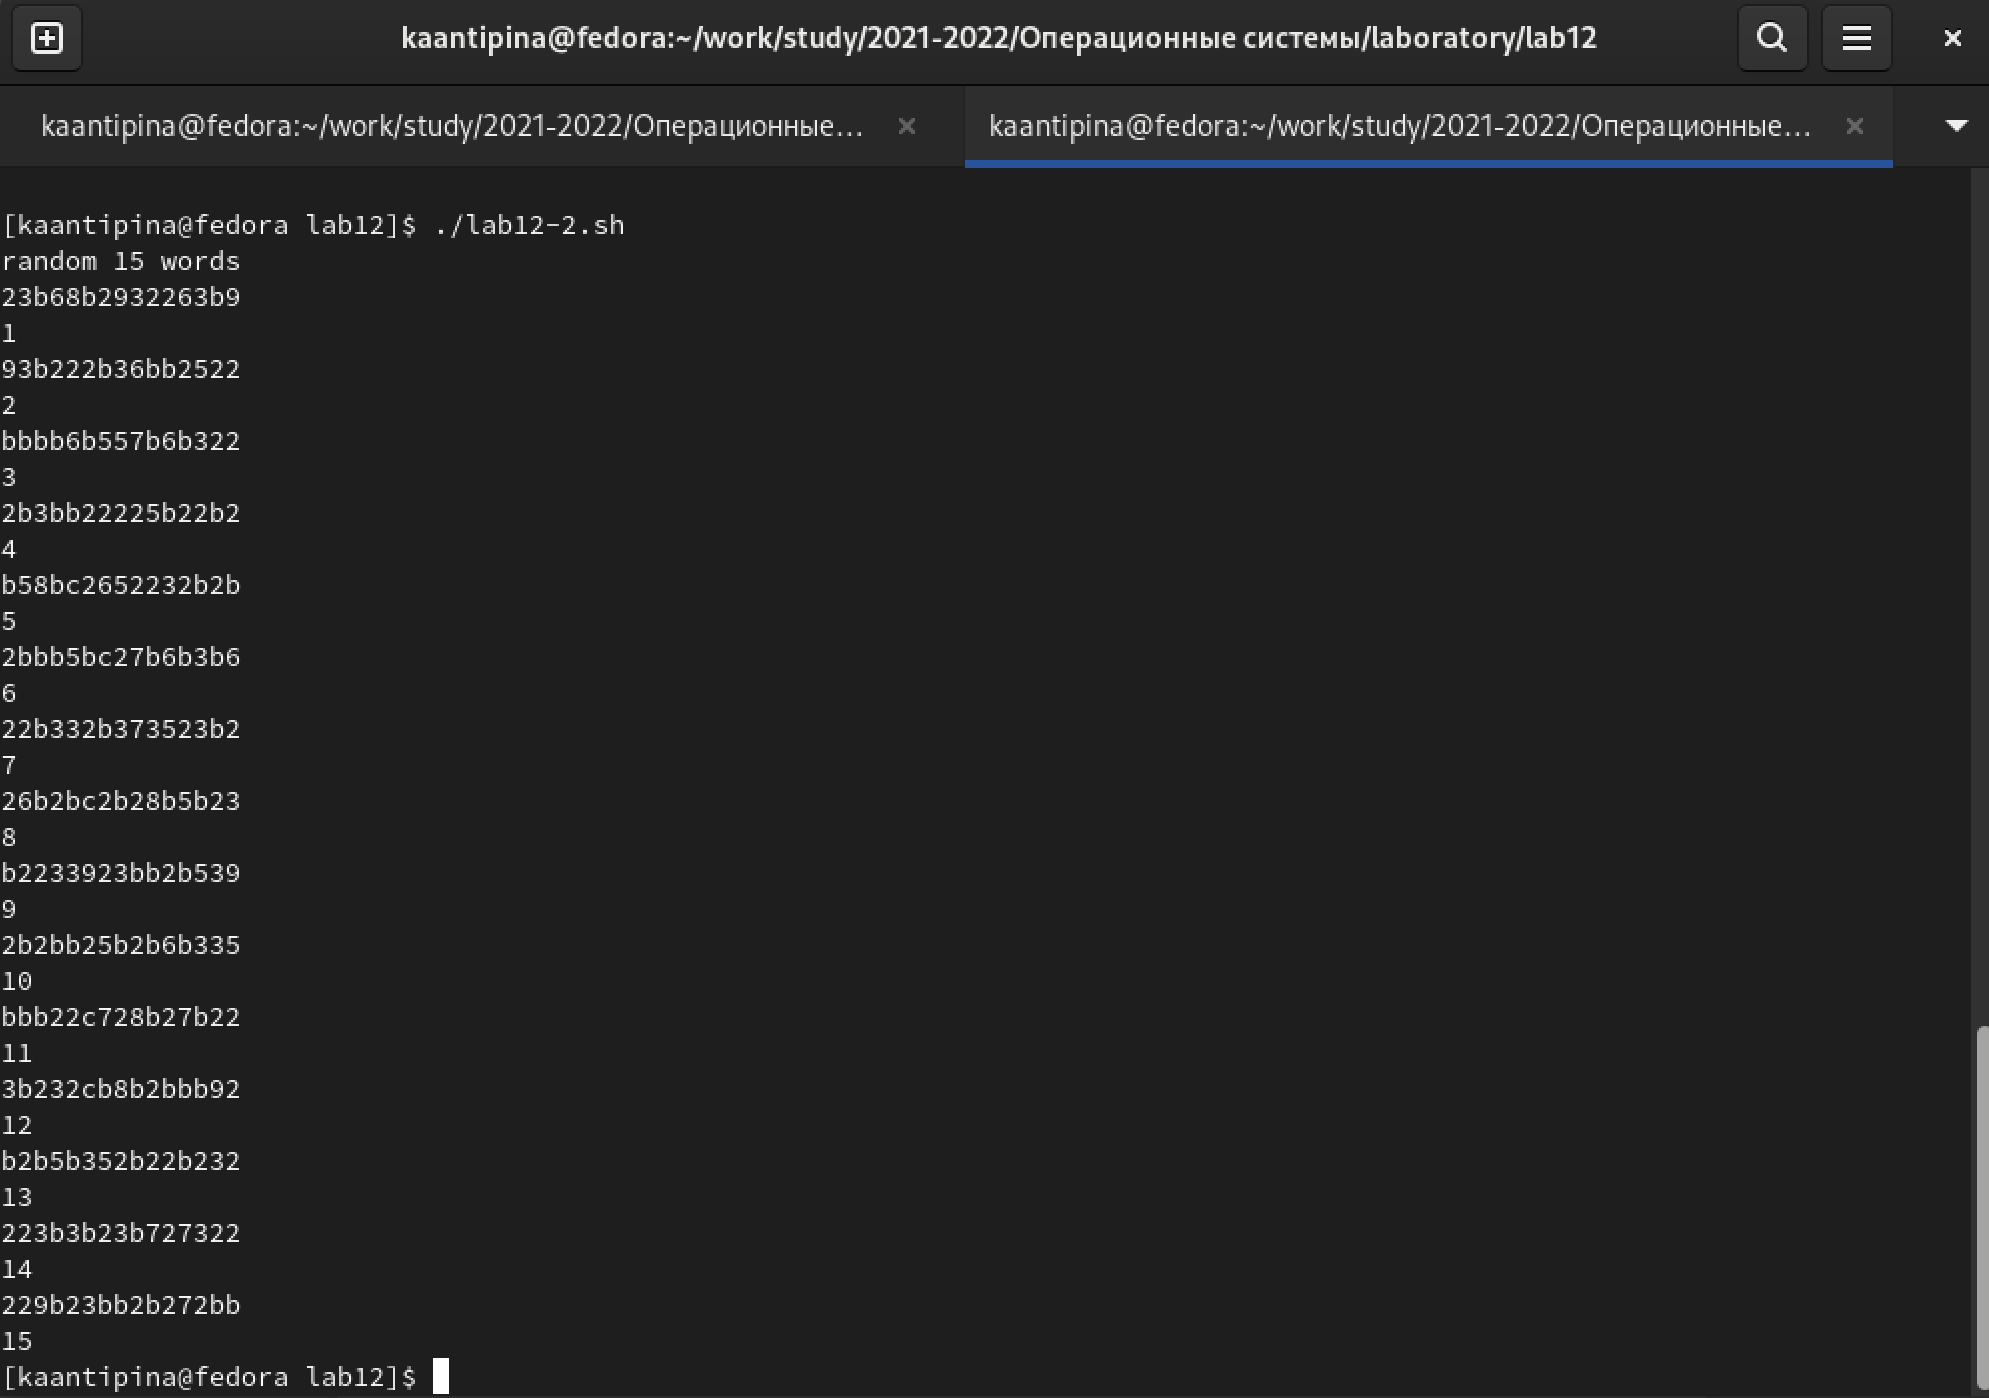 kaantipina@fedora:~/work/study/2021-2022/Операционные системы/laboratory/lab12
kaantipina@fedora:~/work/study/2021-2022/Операционные…
kaantipina@fedora:~/work/study/2021-2022/Операционные…
[kaantipina@fedora lab12]$ ./lab12-2.sh
random 15 words
23b68b2932263b9
1
93b222b36bb2522
2
bbbb6b557b6b322
3
2b3bb22225b22b2
4
b58bc2652232b2b
5
2bbb5bc27b6b3b6
6
22b332b373523b2
7
26b2bc2b28b5b23
8
b2233923bb2b539
9
2b2bb25b2b6b335
10
bbb22c728b27b22
11
3b232cb8b2bbb92
12
b2b5b352b22b232
13
223b3b23b727322
14
229b23bb2b272bb
15
[kaantipina@fedora lab12]$